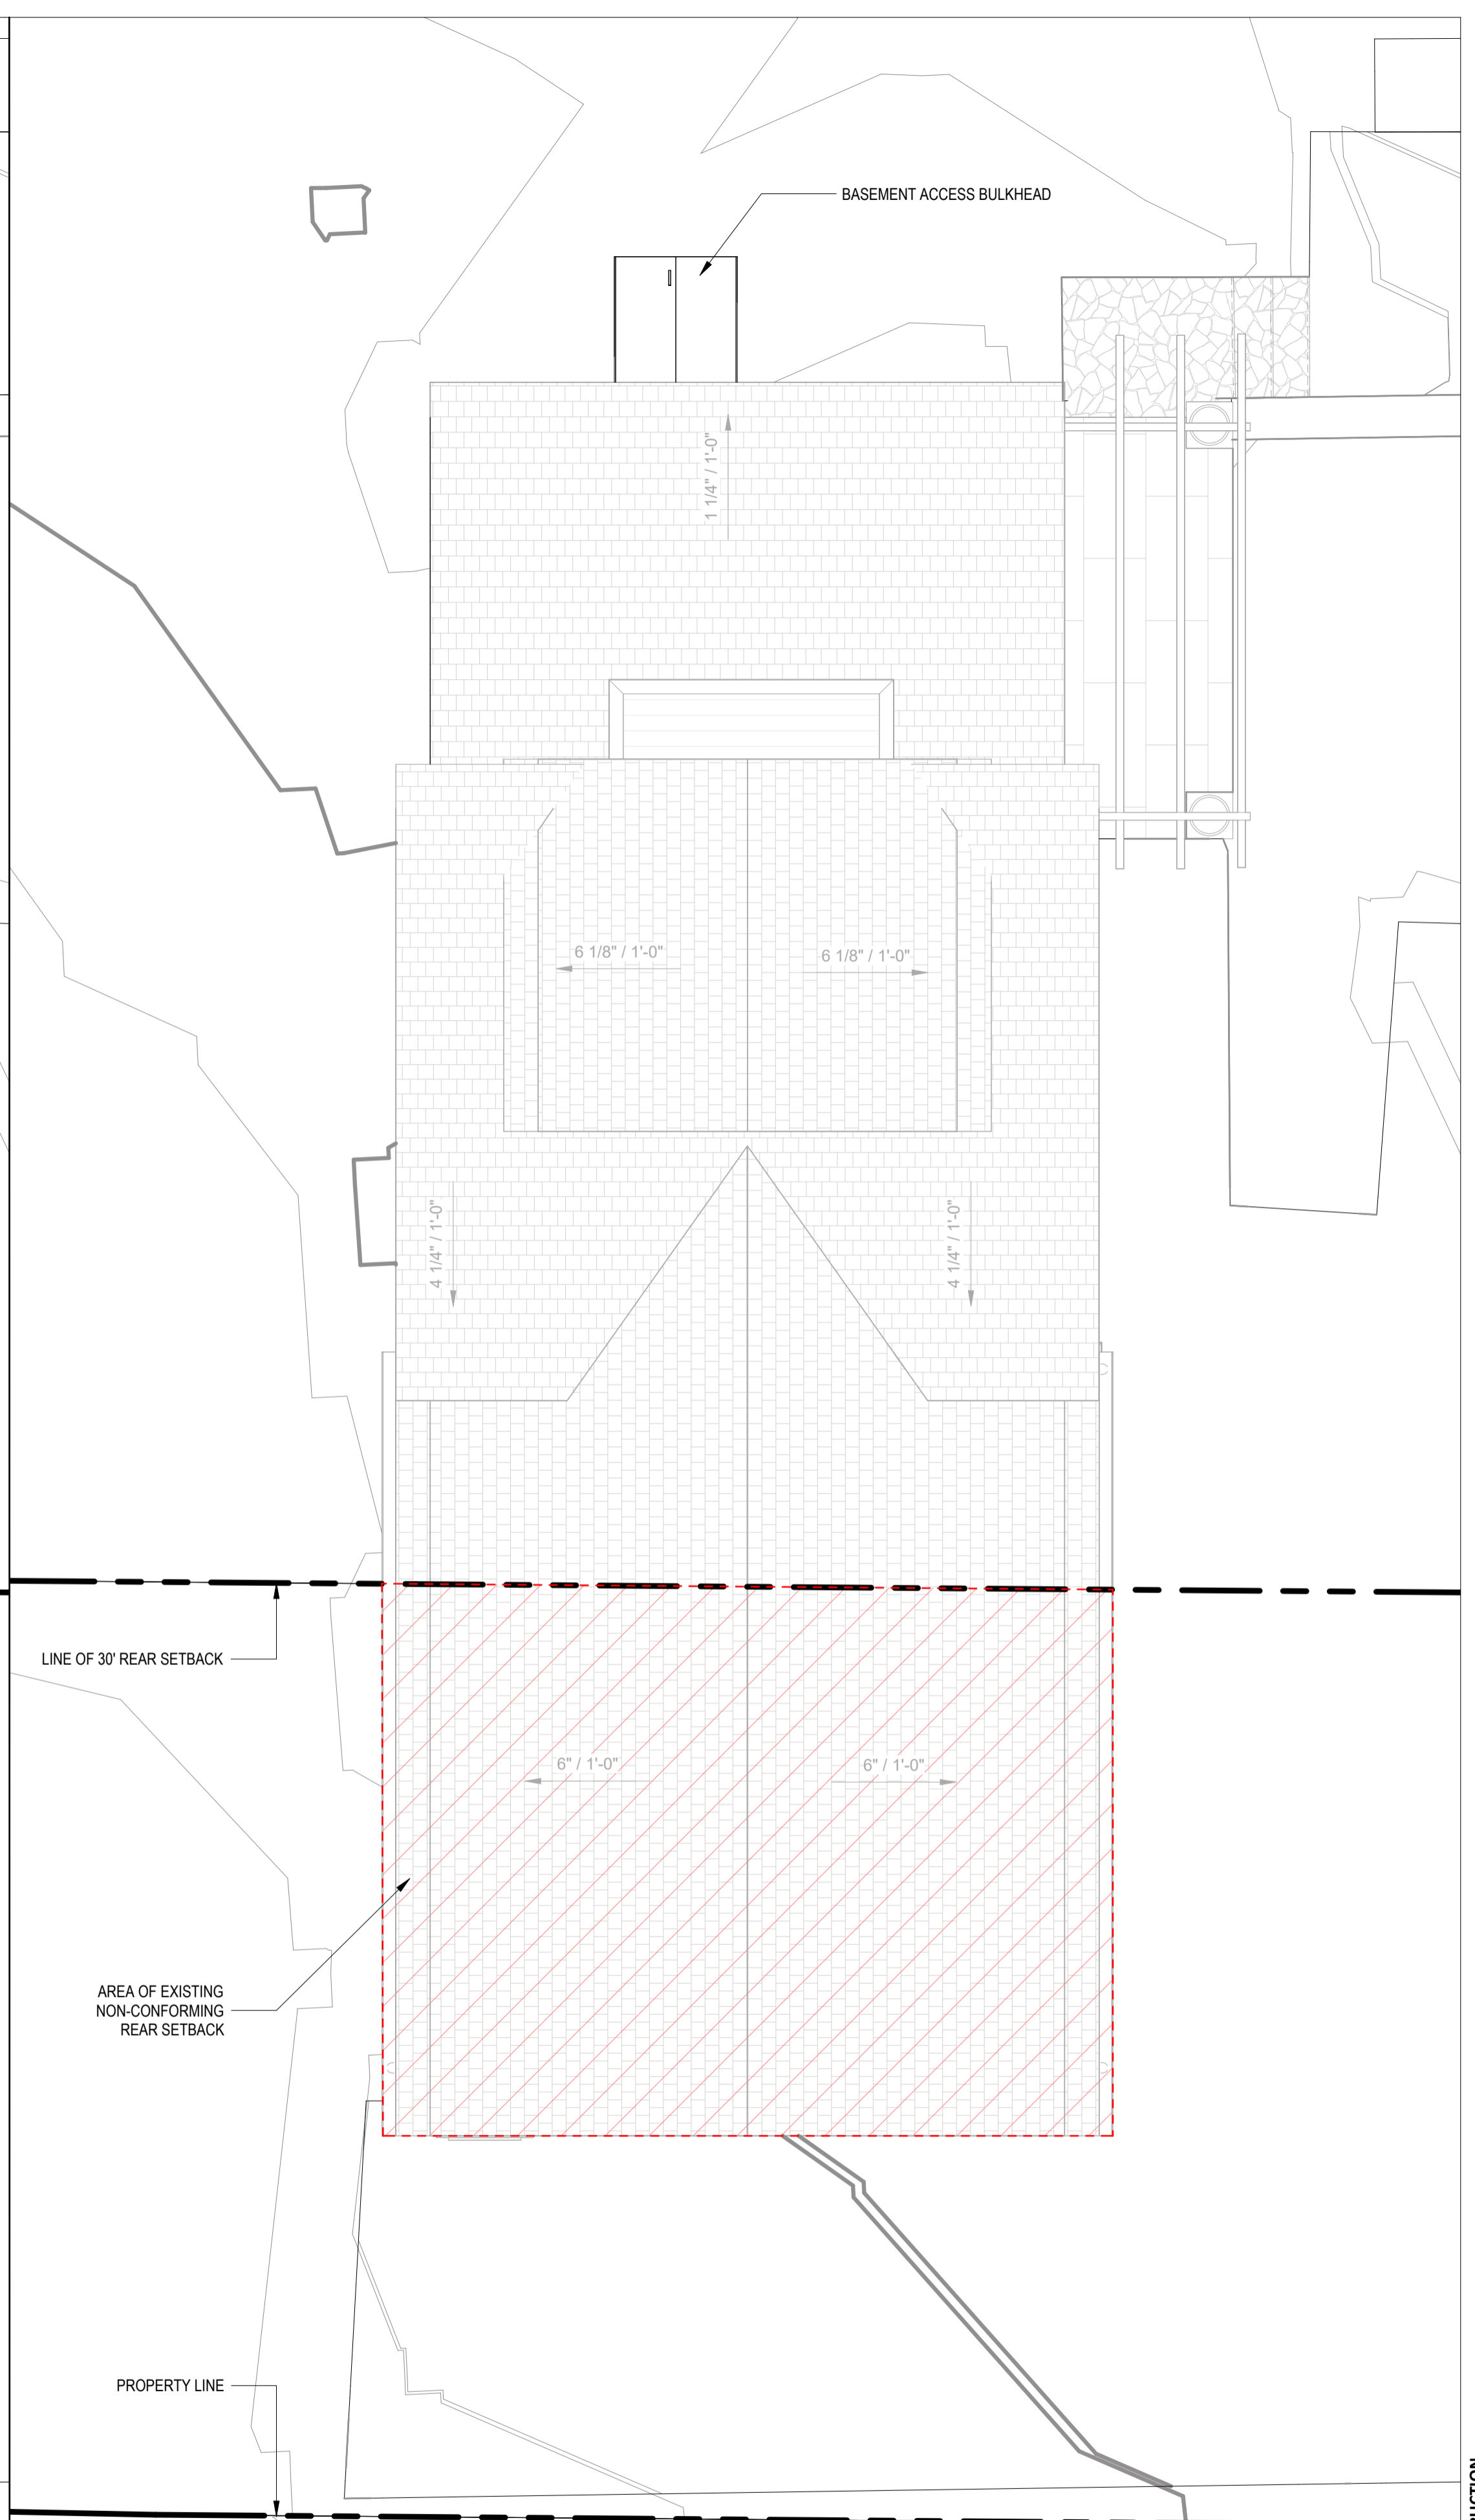 BASEMENT ACCESS BULKHEAD
1 1/4" / 1'-0"
6 1/8" / 1'-0"
6 1/8" / 1'-0"
4 1/4" / 1'-0"
4 1/4" / 1'-0"
LINE OF 30' REAR SETBACK
6" / 1'-0"
6" / 1'-0"
AREA OF EXISTING
NON-CONFORMING
REAR SETBACK
PROPERTY LINE